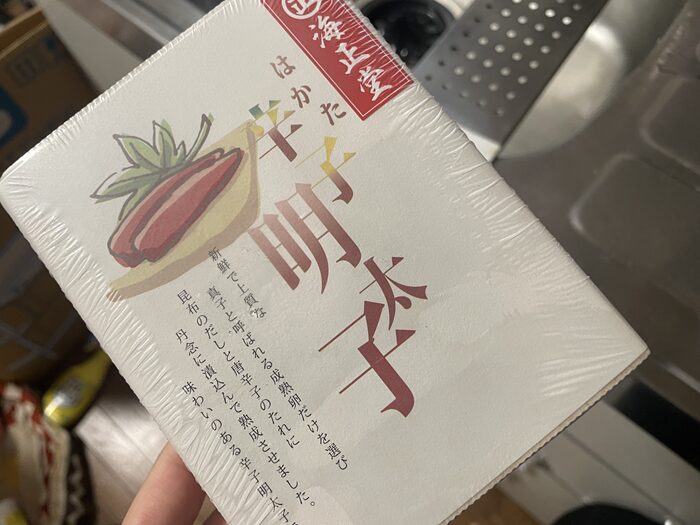 海正堂
はかた
辛子明太子
新鮮で上質な
真子と呼ばれる成熟卵だけを選び
昆布のだしと唐辛子のたれに
丹念に漬込んで熟成させました。
味わいのある辛子明太子